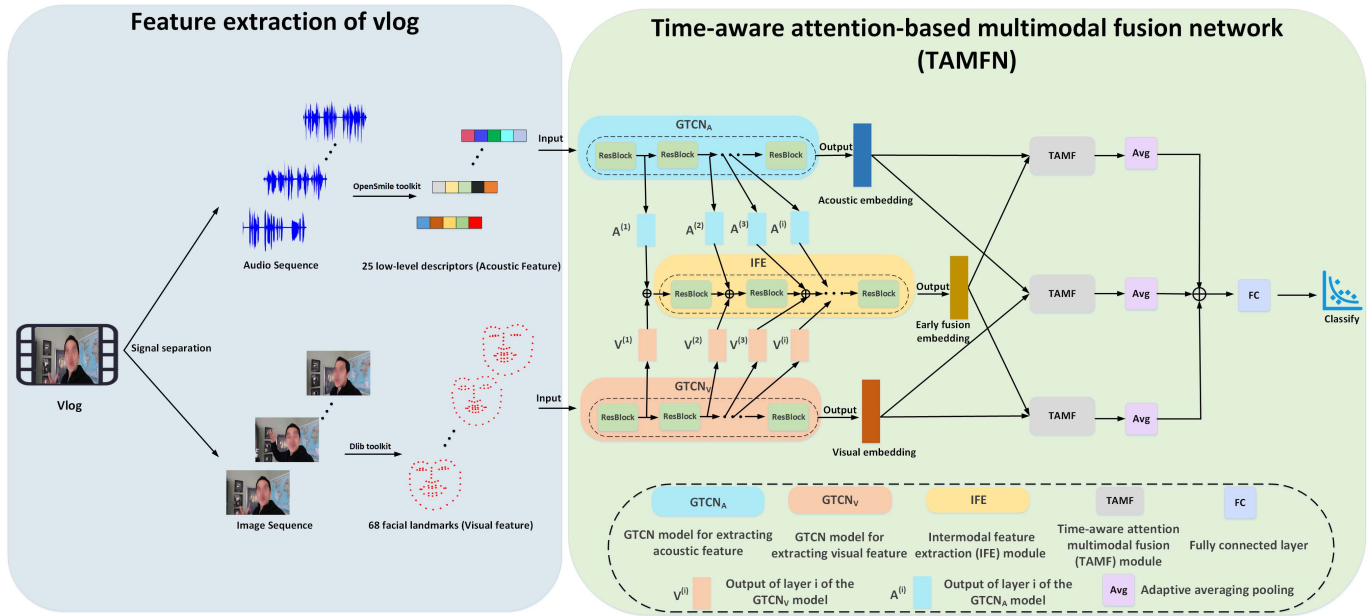 Feature extraction of vlog
Audio Sequence
OpenSmile toolkit
25 low-level descriptors (Acoustic Feature)
Vlog
Signal separation
Image Sequence
Dlib toolkit
68 facial landmarks (Visual feature)
Time-aware attention-based multimodal fusion network
(TAMFN)
Input
GTCN_A
ResBlock
ResBlock
ResBlock
Output
Acoustic embedding
A^(1)
A^(2)
A^(3)
A^(i)
IFE
ResBlock
ResBlock
ResBlock
Output
Early fusion
embedding
V^(1)
V^(2)
V^(3)
V^(i)
Input
GTCN_V
ResBlock
ResBlock
ResBlock
Output
Visual embedding
TAMF
Avg
TAMF
Avg
FC
Classify
TAMF
Avg
GTCN_A
GTCN model for extracting
acoustic feature
GTCN_V
GTCN model for
extracting visual feature
IFE
Intermodal feature
extraction (IFE) module
TAMF
Time-aware attention
multimodal fusion
(TAMF) module
FC
Fully connected layer
V^(i)
Output of layer i of the
GTCN_V model
A^(i)
Output of layer i of the
GTCN_A model
Avg
Adaptive averaging pooling